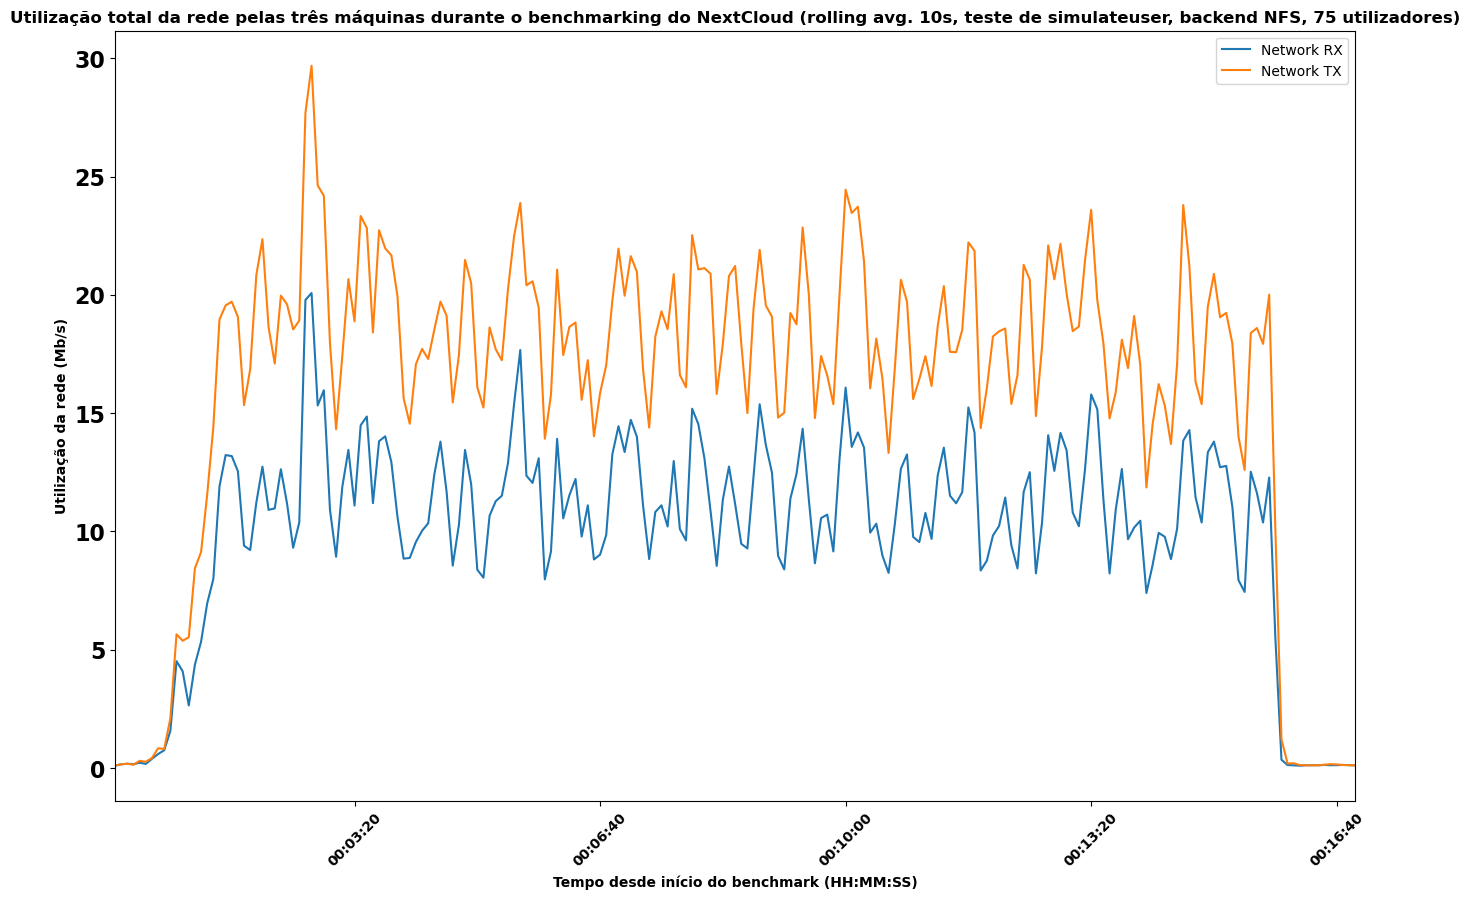 Utilização total da rede pelas três máquinas durante o benchmarking do NextCloud (rolling avg. 10s, teste de simulateuser, backend NFS, 75 utilizadores)
Network RX
Network TX
30
25
20
15
10
5
0
Utilização da rede (Mb/s)
00:03:20
00:06:40
00:10:00
00:13:20
00:16:40
Tempo desde início do benchmark (HH:MM:SS)